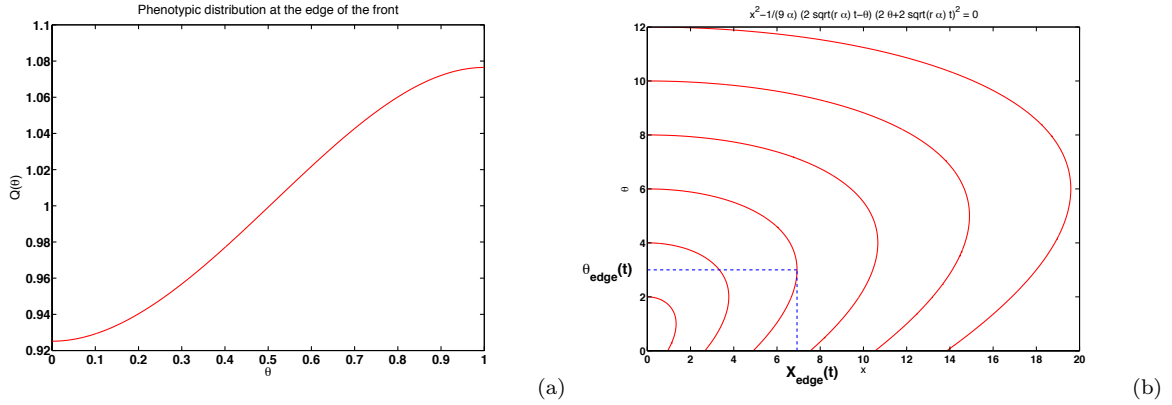 Phenotypic distribution at the edge of the front
1.1
1.08
1.06
1.04
1.02
1
0.98
0.96
0.94
0.92
Q(θ)
0 0.1 0.2 0.3 0.4 0.5 0.6 0.7 0.8 0.9 1
θ
(a)
x^2−1/(9 α) (2 sqrt(r α) t−θ) (2 θ+2 sqrt(r α) t)^2 = 0
12
10
8
6
4
2
0
θ
θ_edge(t)
0 2 4 6 8 10 12 14 16 18 20
X_edge(t) x
(b)